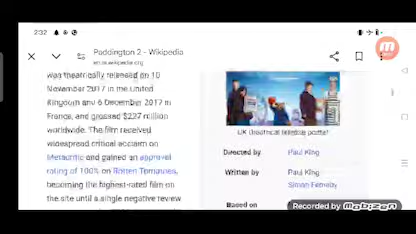 2:32
Paddington 2 - Wikipedia
en.m.wikipedia.org
was theatrically released on 10
November 2017 in the United
Kingdom and 6 December 2017 in
France, and grossed $227 million
worldwide. The film received
widespread critical acclaim on
Metacritic and gained an approval
rating of 100% on Rotten Tomatoes,
becoming the highest-rated film on
the site until a single negative review
UK theatrical release poster
Directed by Paul King
Written by Paul King
Simon Farnaby
Based on
Recorded by Mobizen